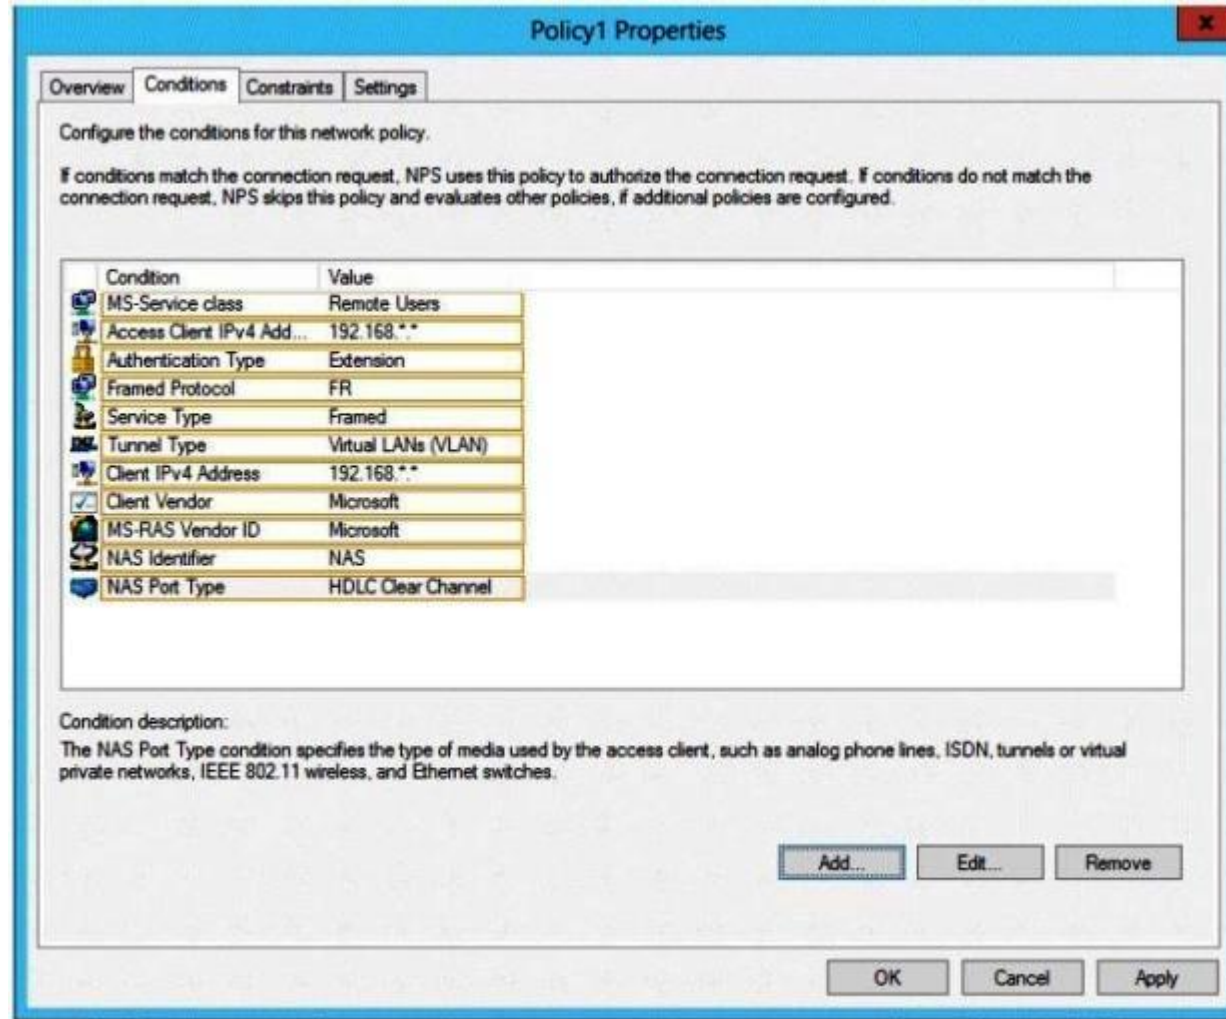 Policy1 Properties
x
Overview Conditions Constraints Settings
Configure the conditions for this network policy.
If conditions match the connection request, NPS uses this policy to authorize the connection request. If conditions do not match the
connection request, NPS skips this policy and evaluates other policies, if additional policies are configured.
Condition Value
MS-Service class Remote Users
Access Client IPv4 Add... 192.168.*.*
Authentication Type Extension
Framed Protocol FR
Service Type Framed
Tunnel Type Virtual LANs (VLAN)
Client IPv4 Address 192.168.*.*
Client Vendor Microsoft
MS-RAS Vendor ID Microsoft
NAS Identifier NAS
NAS Port Type HDLC Clear Channel
Condition description:
The NAS Port Type condition specifies the type of media used by the access client, such as analog phone lines, ISDN, tunnels or virtual
private networks, IEEE 802.11 wireless, and Ethernet switches.
Add... Edit... Remove
OK Cancel Apply